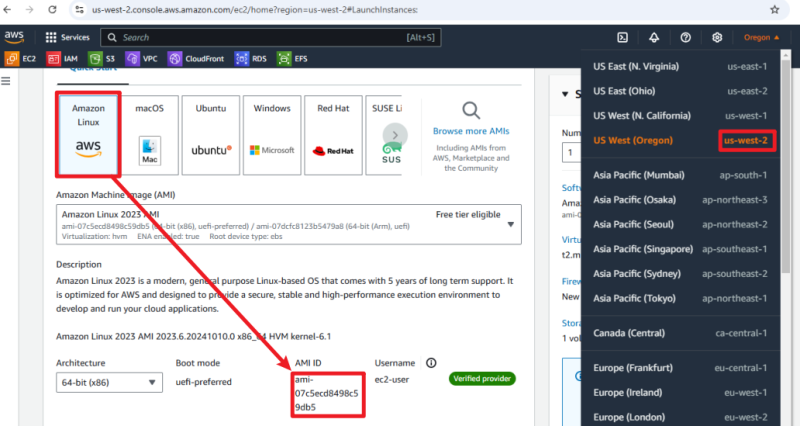 us-west-2.console.aws.amazon.com/ec2/home?region=us-west-2#LaunchInstances:
aws
Services
Search
[Alt+S]
Oregon
EC2
IAM
S3
VPC
CloudFront
RDS
EFS
Quick Start
Amazon
Linux
aws
macOS
Mac
Ubuntu
ubuntu
Windows
Microsoft
Red Hat
Red Hat
SUSE Li
SUS
Browse more AMIs
Including AMIs from
AWS, Marketplace and
the Community
Amazon Machine Image (AMI)
Amazon Linux 2023 AMI
Free tier eligible
ami-07c5ecd8498c59db5 (64-bit (x86), uefi-preferred) / ami-07dcfc8123b5479a8 (64-bit (Arm), uefi)
Virtualization: hvm ENA enabled: true Root device type: ebs
Description
Amazon Linux 2023 is a modern, general purpose Linux-based OS that comes with 5 years of long term support. It
is optimized for AWS and designed to provide a secure, stable and high-performance execution environment to
develop and run your cloud applications.
Amazon Linux 2023 AMI 2023.6.20241010.0 x86_64 HVM kernel-6.1
Architecture
64-bit (x86)
Boot mode
uefi-preferred
AMI ID
ami-
07c5ecd8498c5
9db5
Username
ec2-user
Verified provider
S
Num
1
Softw
Ama
ami-0
Virtu
t2.m
Firew
New
Stora
1 vol
US East (N. Virginia) us-east-1
US East (Ohio) us-east-2
US West (N. California) us-west-1
US West (Oregon) us-west-2
Asia Pacific (Mumbai) ap-south-1
Asia Pacific (Osaka) ap-northeast-3
Asia Pacific (Seoul) ap-northeast-2
Asia Pacific (Singapore) ap-southeast-1
Asia Pacific (Sydney) ap-southeast-2
Asia Pacific (Tokyo) ap-northeast-1
Canada (Central) ca-central-1
Europe (Frankfurt) eu-central-1
Europe (Ireland) eu-west-1
Europe (London) eu-west-2